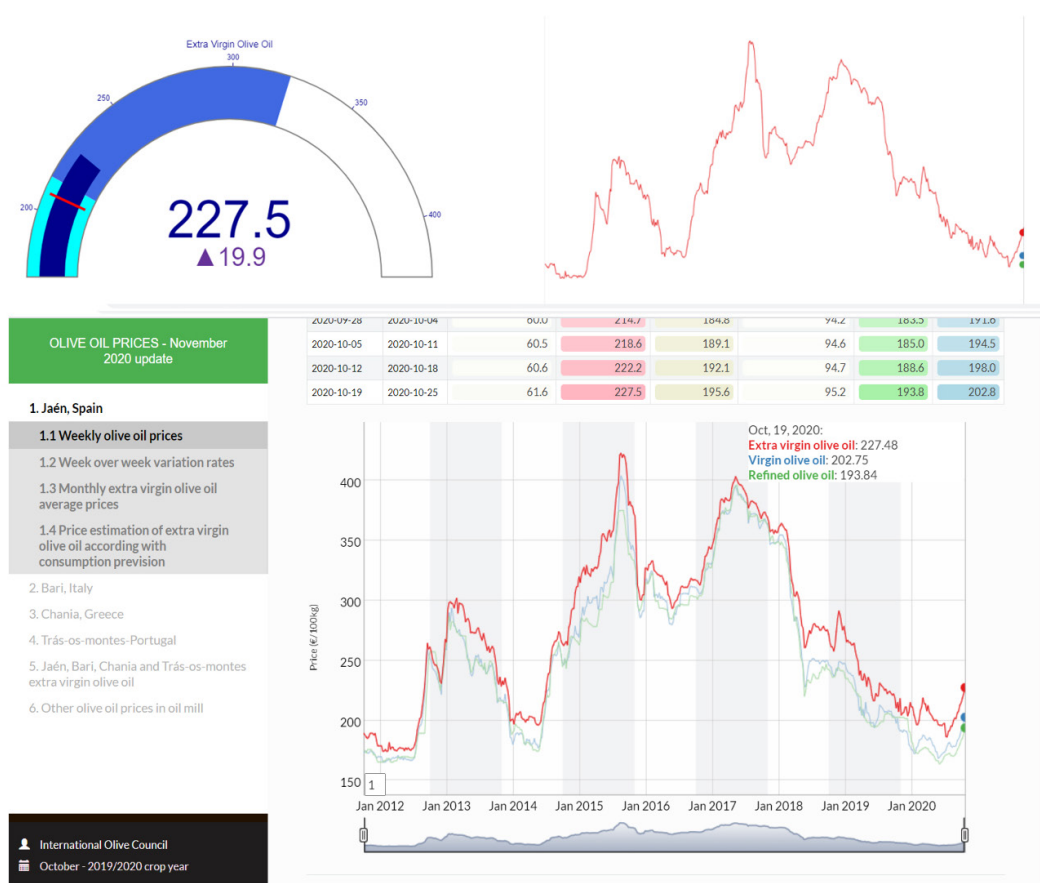 Extra Virgin Olive Oil
300
250
350
200
400
227.5
▲19.9
OLIVE OIL PRICES - November
2020 update
1. Jaén, Spain
1.1 Weekly olive oil prices
1.2 Week over week variation rates
1.3 Monthly extra virgin olive oil
average prices
1.4 Price estimation of extra virgin
olive oil according with
consumption prevision
2. Bari, Italy
3. Chania, Greece
4. Trás-os-montes-Portugal
5. Jaén, Bari, Chania and Trás-os-montes
extra virgin olive oil
6. Other olive oil prices in oil mill
International Olive Council
October - 2019/2020 crop year
2020-09-28 2020-10-04 60.0 214.7 184.8 94.2 183.5 191.8
2020-10-05 2020-10-11 60.5 218.6 189.1 94.6 185.0 194.5
2020-10-12 2020-10-18 60.6 222.2 192.1 94.7 188.6 198.0
2020-10-19 2020-10-25 61.6 227.5 195.6 95.2 193.8 202.8
Oct, 19, 2020:
Extra virgin olive oil: 227.48
Virgin olive oil: 202.75
Refined olive oil: 193.84
Price (€/100kg)
400
350
300
250
200
150
1
Jan 2012 Jan 2013 Jan 2014 Jan 2015 Jan 2016 Jan 2017 Jan 2018 Jan 2019 Jan 2020